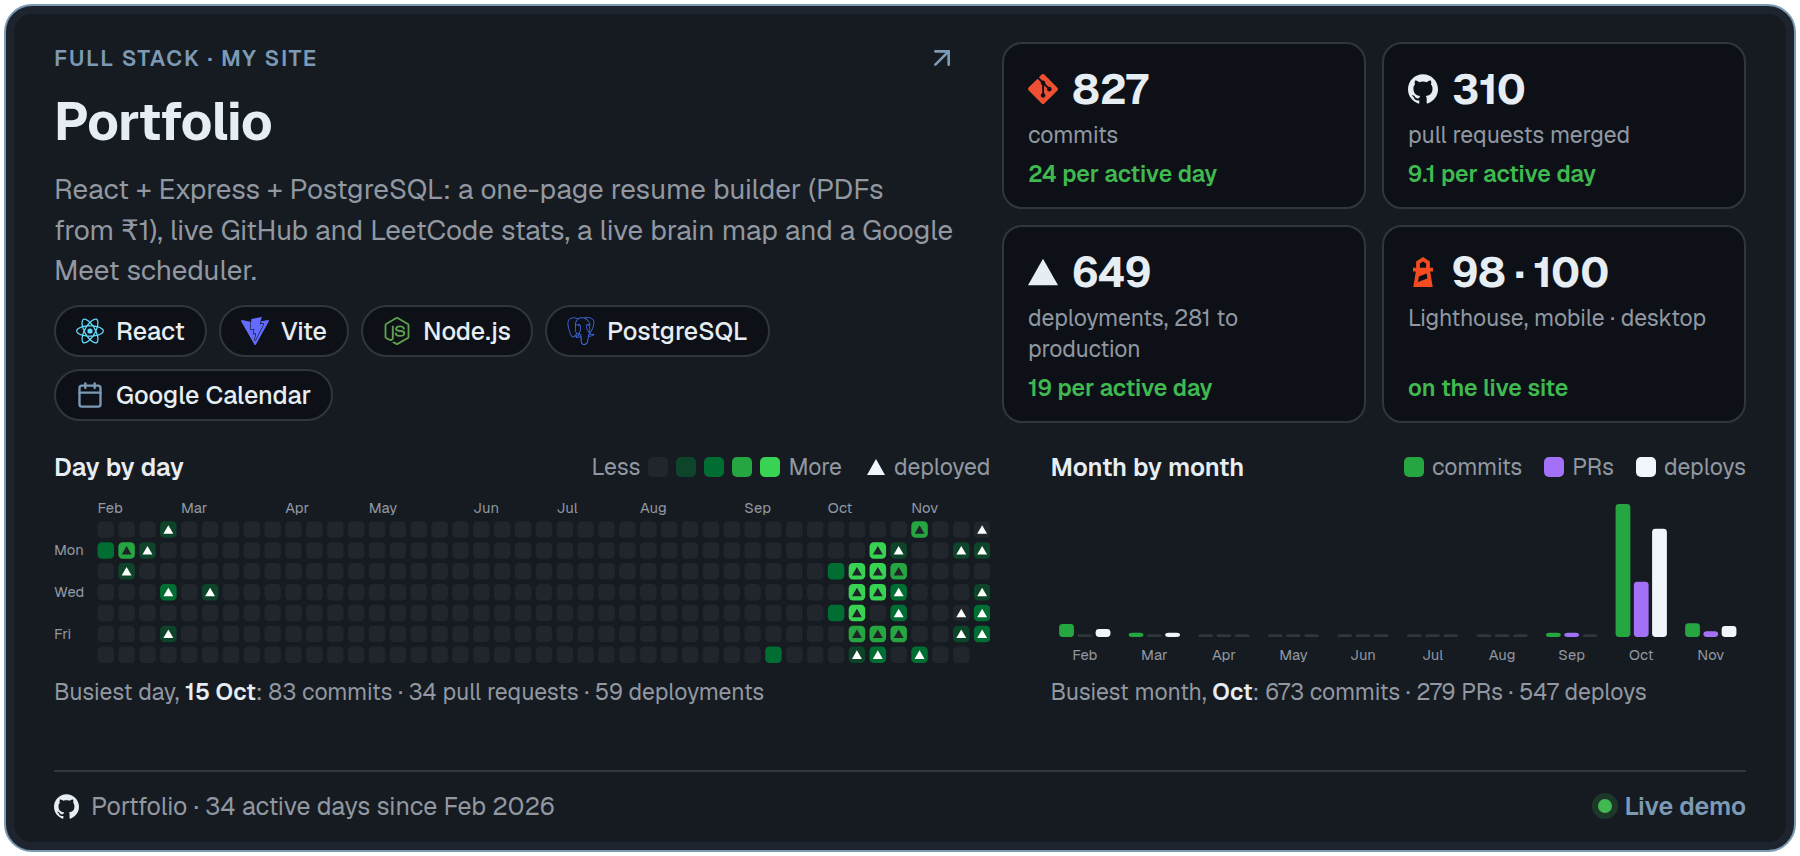 FULL STACK · MY SITE
Portfolio
React + Express + PostgreSQL: a one-page resume builder (PDFs
from ₹1), live GitHub and LeetCode stats, a live brain map and a Google
Meet scheduler.
React
Vite
Node.js
PostgreSQL
Google Calendar
827
commits
24 per active day
310
pull requests merged
9.1 per active day
649
deployments, 281 to
production
19 per active day
98 · 100
Lighthouse, mobile · desktop
on the live site
Day by day
Less
More
deployed
Feb Mar Apr May Jun Jul Aug Sep Oct Nov
Mon
Wed
Fri
Busiest day, 15 Oct: 83 commits · 34 pull requests · 59 deployments
Month by month
commits
PRs
deploys
Feb Mar Apr May Jun Jul Aug Sep Oct Nov
Busiest month, Oct: 673 commits · 279 PRs · 547 deploys
Portfolio · 34 active days since Feb 2026
Live demo